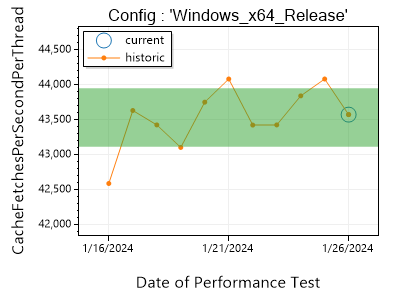 Config : 'Windows_x64_Release'
CacheFetchesPerSecondPerThread
44,500
44,000
43,500
43,000
42,500
42,000
current
historic
1/16/2024
1/21/2024
1/26/2024
Date of Performance Test